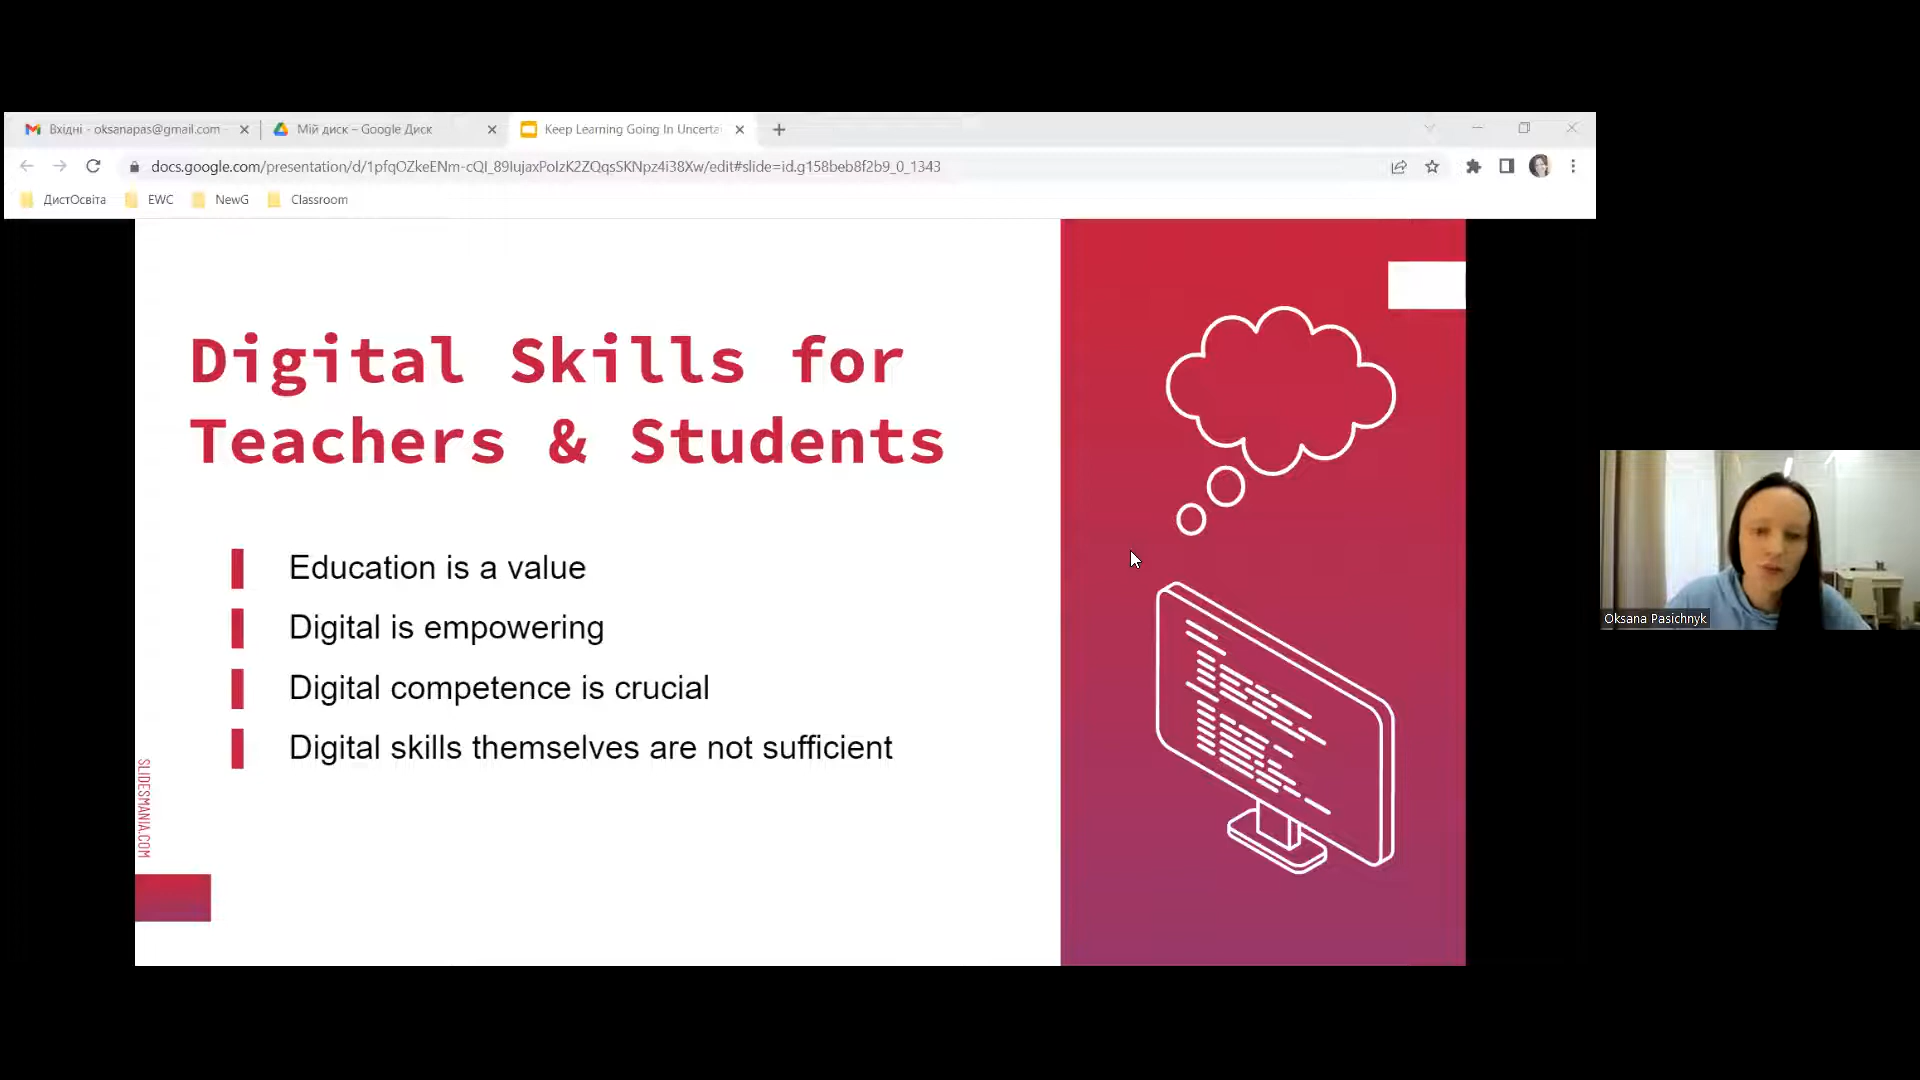 Вхідні - oksanapas@gmail.com -
Мій диск – Google Диск
Keep Learning Going In Uncerta
docs.google.com/presentation/d/1pfqOZkeENm-cQI_89IujaxPolzK2ZQqsSKNpz4i38Xw/edit#slide=id.g158beb8f2b9_0_1343
ДистОсвіта
EWC
NewG
Classroom
Digital Skills for
Teachers & Students
Education is a value
Digital is empowering
Digital competence is crucial
Digital skills themselves are not sufficient
SLIDESMANIA.COM
Oksana Pasichnyk